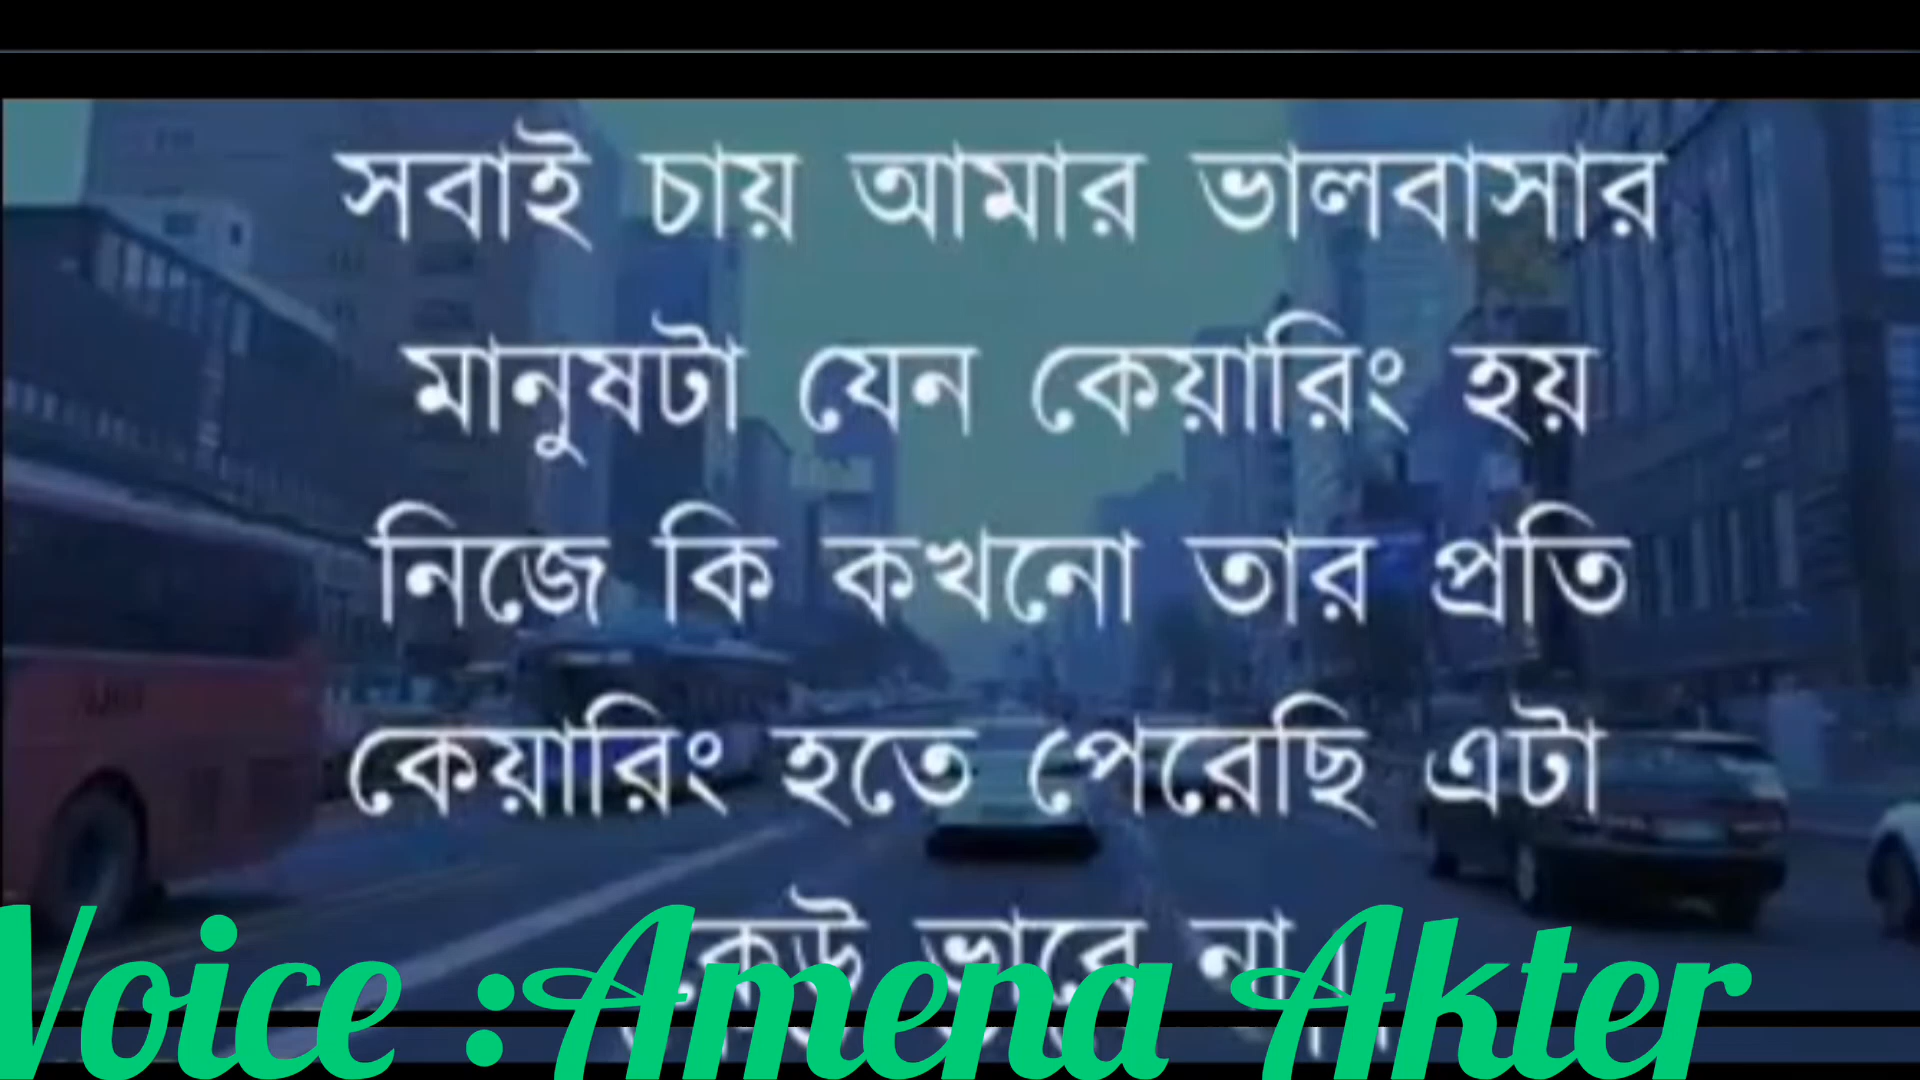 সবাই চায় আমার ভালবাসার
মানুষটা যেন কেয়ারিং হয়
নিজে কি কখনো তার প্রতি
কেয়ারিং হতে পেরেছি এটা
কেউ ভাবে না।
Voice :Amena Akter